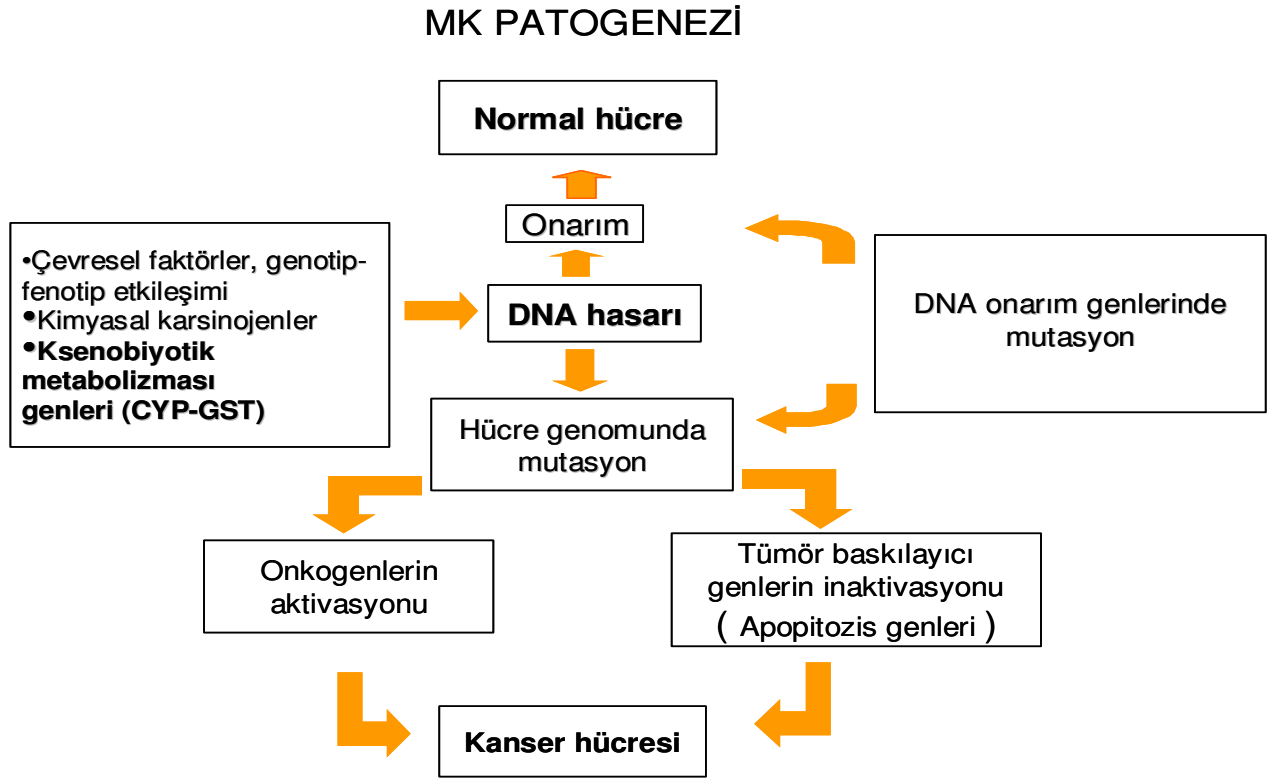 MK PATOGENEZİ
Normal hücre
Onarım
•Çevresel faktörler, genotip-
fenotip etkileşimi
•Kimyasal karsinojenler
•Ksenobiyotik
metabolizması
genleri (CYP-GST)
DNA hasarı
DNA onarım genlerinde
mutasyon
Hücre genomunda
mutasyon
Onkogenlerin
aktivasyonu
Tümör baskılayıcı
genlerin inaktivasyonu
( Apopitozis genleri )
Kanser hücresi